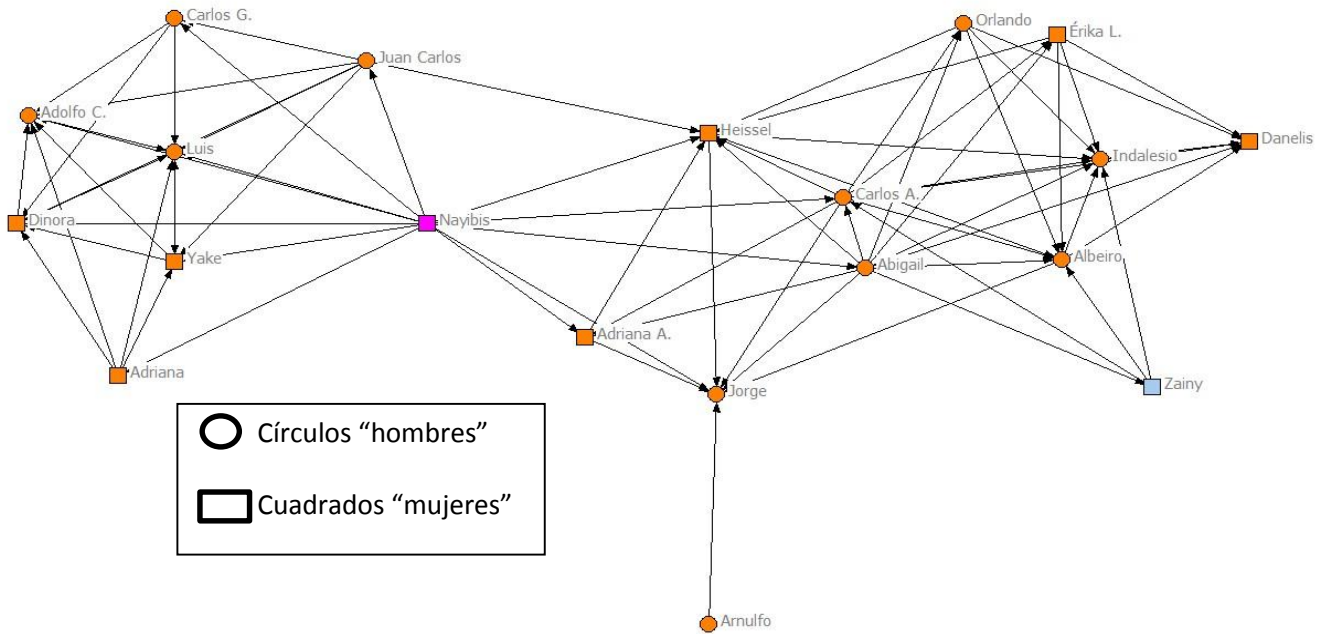 Carlos G.
Orlando
Érika L.
Juan Carlos
Adolfo C.
Heissel
Danelis
Luis
Indalesio
Carlos A.
Dinora
Nayibis
Yake
Abigail
Albeiro
Adriana A.
Adriana
Zainy
Jorge
Círculos “hombres”
Cuadrados “mujeres”
Arnulfo